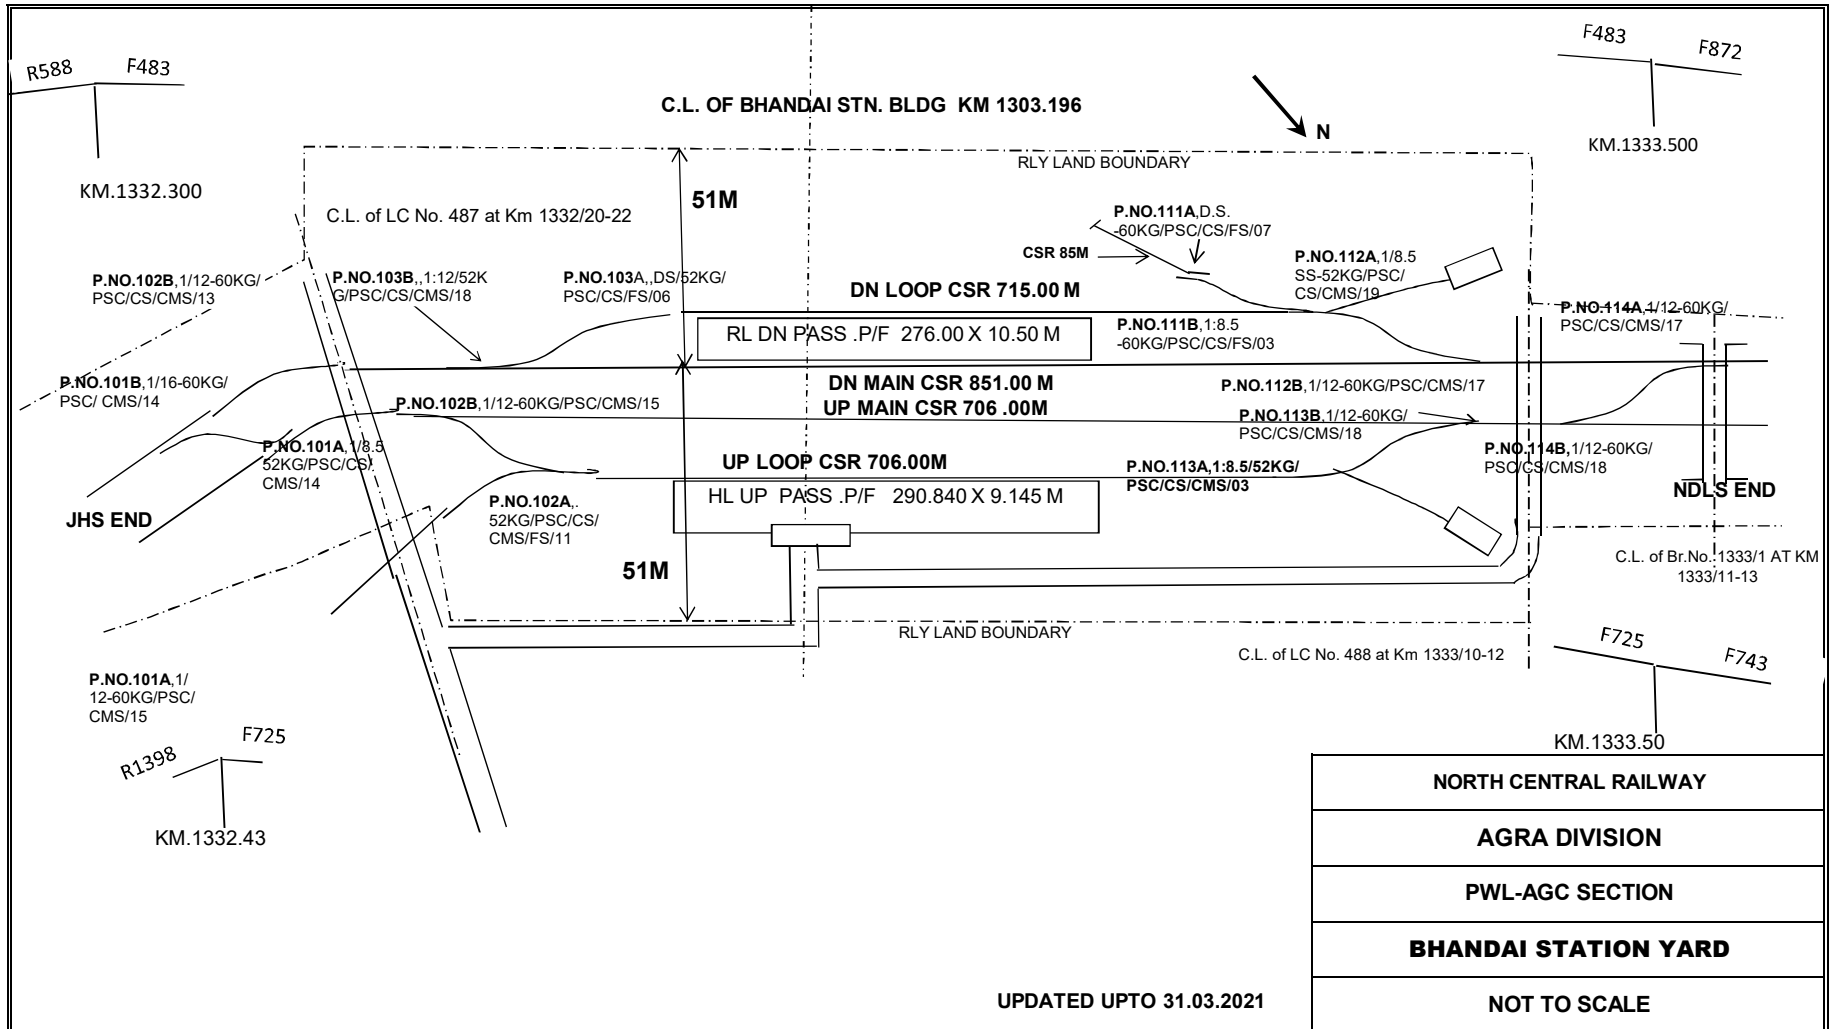 R588 F483
KM.1332.300
F483 F872
KM.1333.500
C.L. OF BHANDAI STN. BLDG KM 1303.196
N
RLY LAND BOUNDARY
51M
C.L. of LC No. 487 at Km 1332/20-22
P.NO.111A,D.S.
-60KG/PSC/CS/FS/07
CSR 85M
P.NO.112A,1/8.5
SS-52KG/PSC/
CS/CMS/19
P.NO.102B,1/12-60KG/
PSC/CS/CMS/13
P.NO.103B,,1:12/52K
G/PSC/CS/CMS/18
P.NO.103A,,DS/52KG/
PSC/CS/FS/06
DN LOOP CSR 715.00 M
P.NO.114A,1/12-60KG/
PSC/CS/CMS/17
RL DN PASS .P/F 276.00 X 10.50 M
P.NO.111B,1:8.5
-60KG/PSC/CS/FS/03
P.NO.101B,1/16-60KG/
PSC/ CMS/14
DN MAIN CSR 851.00 M
UP MAIN CSR 706 .00M
P.NO.112B,1/12-60KG/PSC/CMS/17
P.NO.102B,1/12-60KG/PSC/CMS/15
P.NO.113B,1/12-60KG/
PSC/CS/CMS/18
P.NO.101A,1/8.5
52KG/PSC/CS/
CMS/14
UP LOOP CSR 706.00M
P.NO.113A,1:8.5/52KG/
PSC/CS/CMS/03
P.NO.114B,1/12-60KG/
PSC/CS/CMS/18
NDLS END
HL UP PASS .P/F 290.840 X 9.145 M
P.NO.102A,.
52KG/PSC/CS/
CMS/FS/11
JHS END
C.L. of Br.No. 1333/1 AT KM
1333/11-13
51M
RLY LAND BOUNDARY
C.L. of LC No. 488 at Km 1333/10-12
F725 F743
KM.1333.50
P.NO.101A,1/
12-60KG/PSC/
CMS/15
R1398 F725
KM.1332.43
NORTH CENTRAL RAILWAY
AGRA DIVISION
PWL-AGC SECTION
BHANDAI STATION YARD
NOT TO SCALE
UPDATED UPTO 31.03.2021